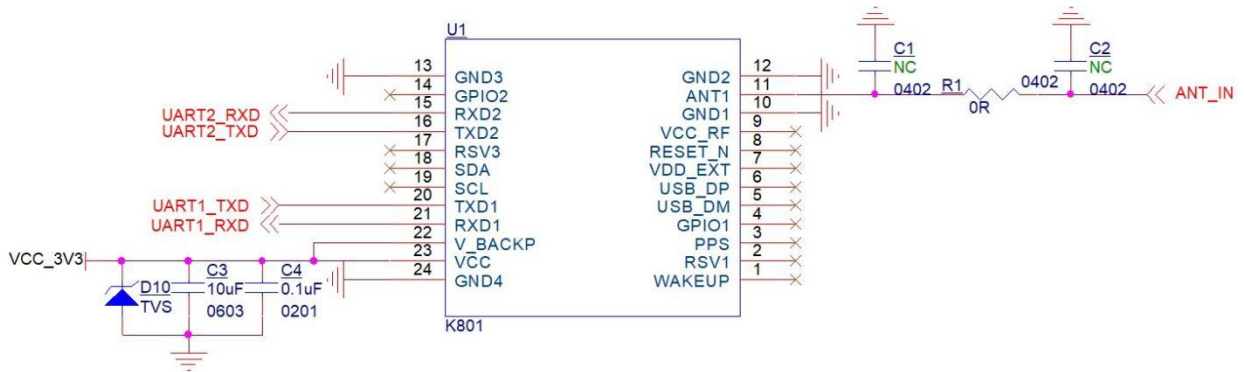 U1
C1
NC
0402
C2
NC
0402
R1
0R
0402
ANT_IN
13 GND3 GND2 12
14 GPIO2 ANT1 11
UART2_RXD 15 RXD2 GND1 10
UART2_TXD 16 TXD2 VCC_RF 9
17 RSV3 RESET_N 8
18 SDA VDD_EXT 7
19 SCL USB_DP 6
UART1_TXD 20 TXD1 USB_DM 5
UART1_RXD 21 RXD1 GPIO1 4
22 V_BACKP PPS 3
VCC_3V3 23 VCC RSV1 2
24 GND4 WAKEUP 1
D10
TVS
C3
10uF
0603
C4
0.1uF
0201
K801